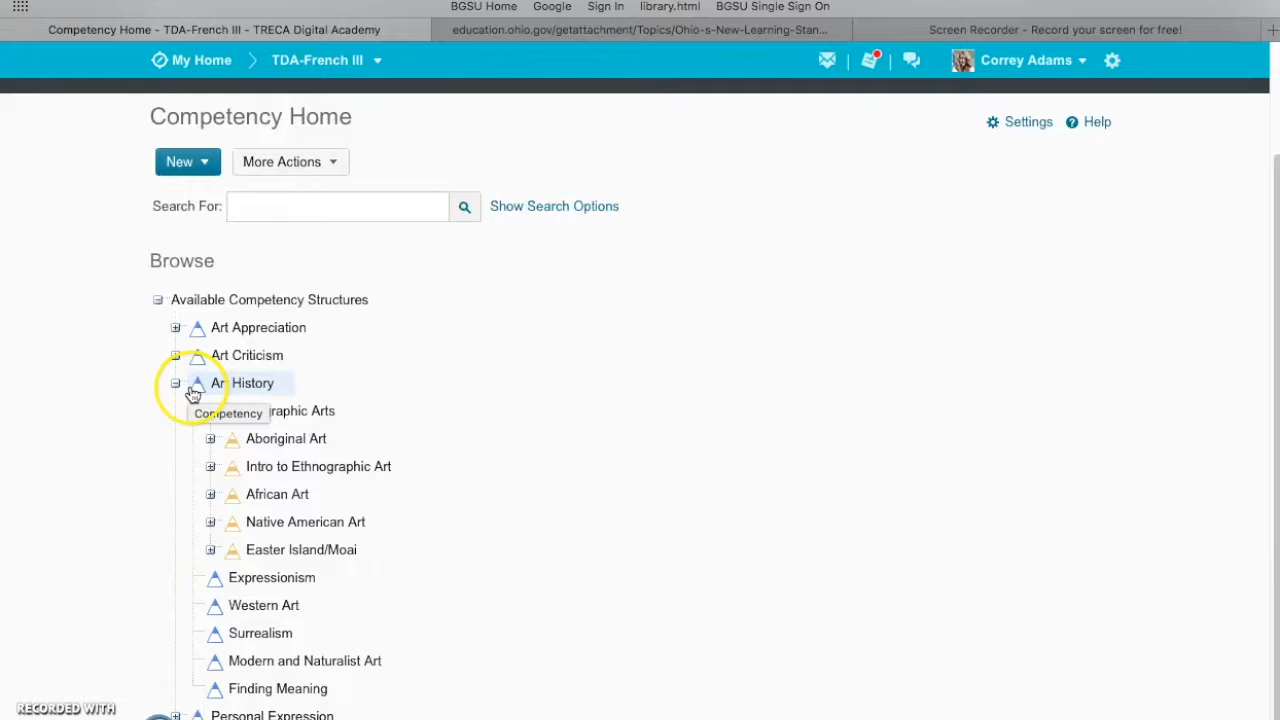 BGSU Home Google Sign In library.html BGSU Single Sign On
Competency Home - TDA-French III - TRECA Digital Academy
education.ohio.gov/getattachment/Topics/Ohio-s-New-Learning-Stan...
Screen Recorder - Record your screen for free!
My Home TDA-French III Correy Adams
Competency Home
Settings Help
New More Actions
Search For: Show Search Options
Browse
Available Competency Structures
Art Appreciation
Art Criticism
Art History
Competency raphic Arts
Aboriginal Art
Intro to Ethnographic Art
African Art
Native American Art
Easter Island/Moai
Expressionism
Western Art
Surrealism
Modern and Naturalist Art
Finding Meaning
Personal Expression
RECORDED WITH